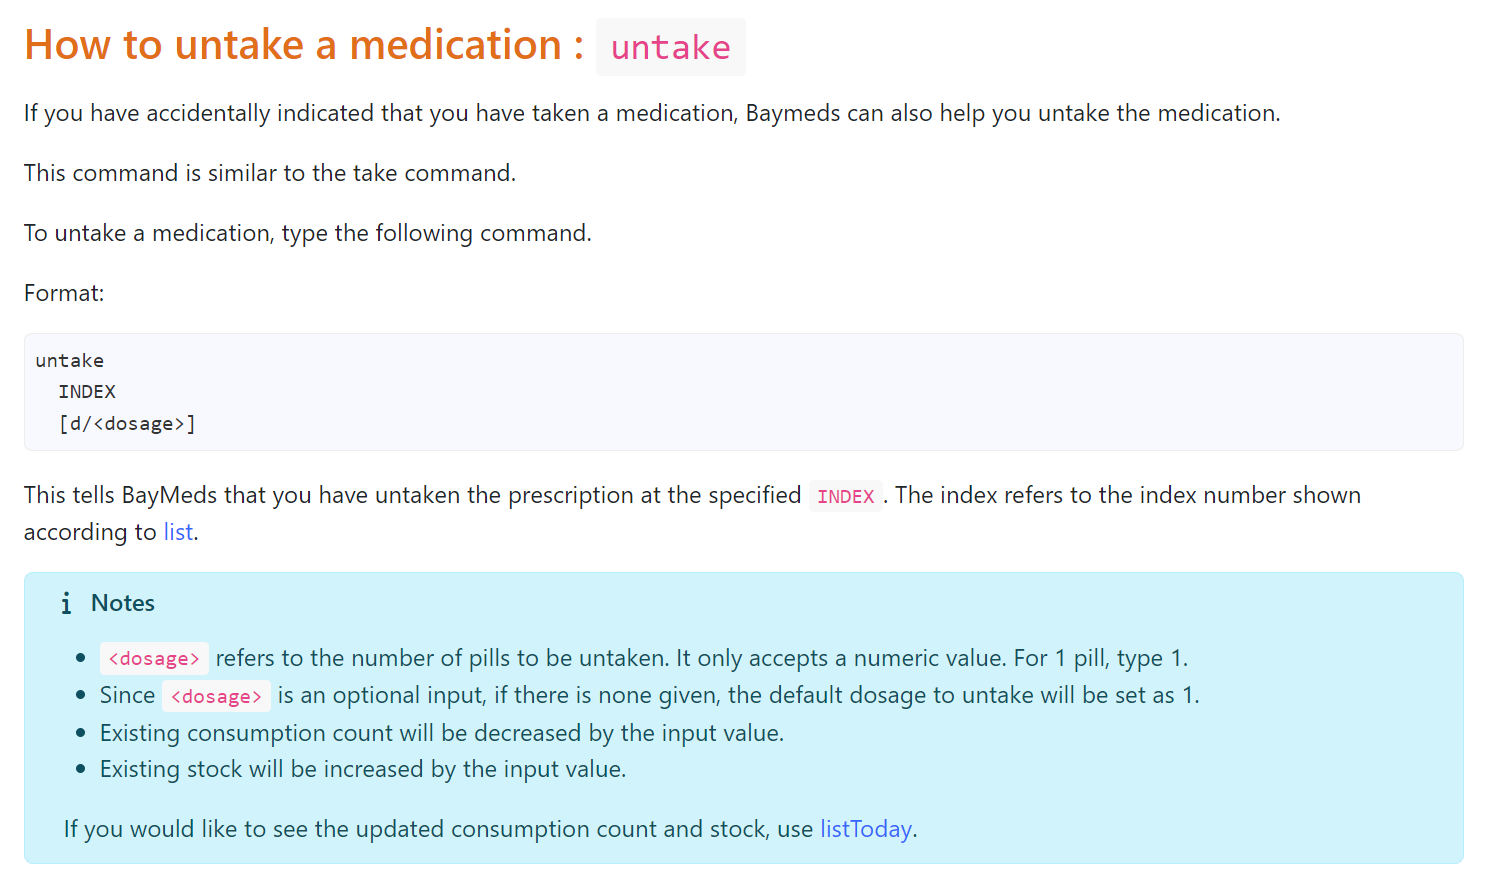 How to untake a medication : untake
If you have accidentally indicated that you have taken a medication, Baymeds can also help you untake the medication.
This command is similar to the take command.
To untake a medication, type the following command.
Format:
untake
  INDEX
  [d/<dosage>]
This tells BayMeds that you have untaken the prescription at the specified INDEX . The index refers to the index number shown
according to list.
i Notes
• <dosage> refers to the number of pills to be untaken. It only accepts a numeric value. For 1 pill, type 1.
• Since <dosage> is an optional input, if there is none given, the default dosage to untake will be set as 1.
• Existing consumption count will be decreased by the input value.
• Existing stock will be increased by the input value.
If you would like to see the updated consumption count and stock, use listToday.